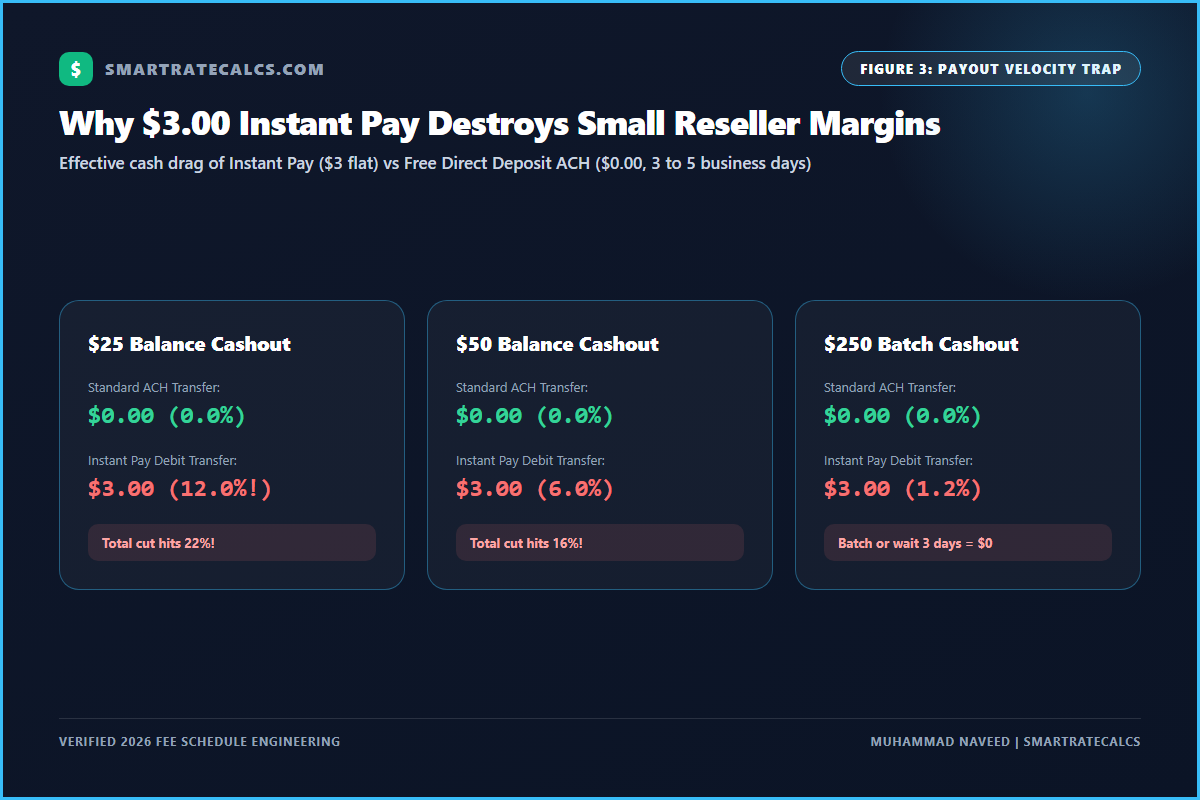 $ SMARTRATECALCS.COM
FIGURE 3: PAYOUT VELOCITY TRAP
Why $3.00 Instant Pay Destroys Small Reseller Margins
Effective cash drag of Instant Pay ($3 flat) vs Free Direct Deposit ACH ($0.00, 3 to 5 business days)
$25 Balance Cashout
Standard ACH Transfer:
$0.00 (0.0%)
Instant Pay Debit Transfer:
$3.00 (12.0%!)
Total cut hits 22%!
$50 Balance Cashout
Standard ACH Transfer:
$0.00 (0.0%)
Instant Pay Debit Transfer:
$3.00 (6.0%)
Total cut hits 16%!
$250 Batch Cashout
Standard ACH Transfer:
$0.00 (0.0%)
Instant Pay Debit Transfer:
$3.00 (1.2%)
Batch or wait 3 days = $0
VERIFIED 2026 FEE SCHEDULE ENGINEERING
MUHAMMAD NAVEED | SMARTRATECALCS